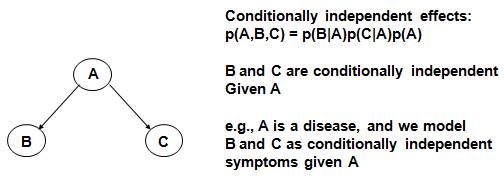 Conditionally independent effects:
p(A,B,C) = p(B|A)p(C|A)p(A)
B and C are conditionally independent
Given A
e.g., A is a disease, and we model
B and C as conditionally independent
symptoms given A
A
B
C